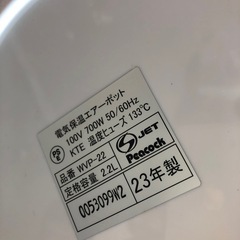 電気保温エアーポット
100V 700W 50/60Hz
KTE 温度ヒューズ 133℃
PS
E
品番 WVP-22
定格容量 2.2L
S JET
Peacock
0053099W2
23年製